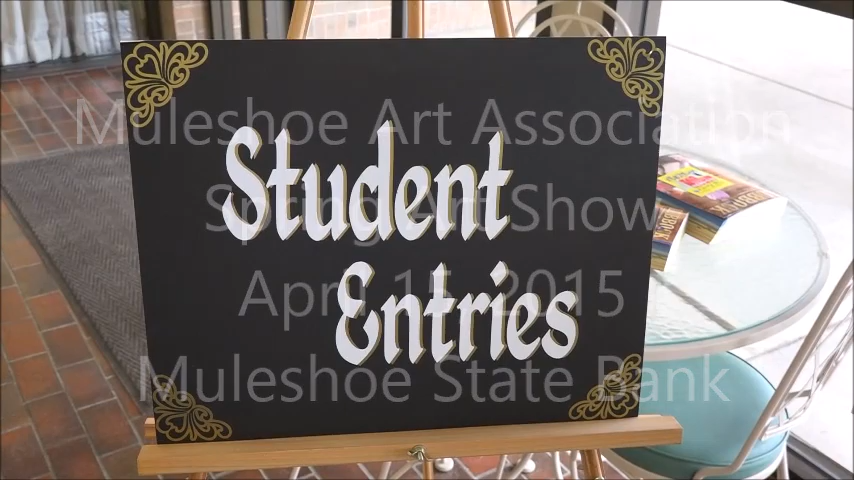 Muleshoe Art Association
Student
Spring Art Show
April 15, 2015
Entries
Muleshoe State Bank